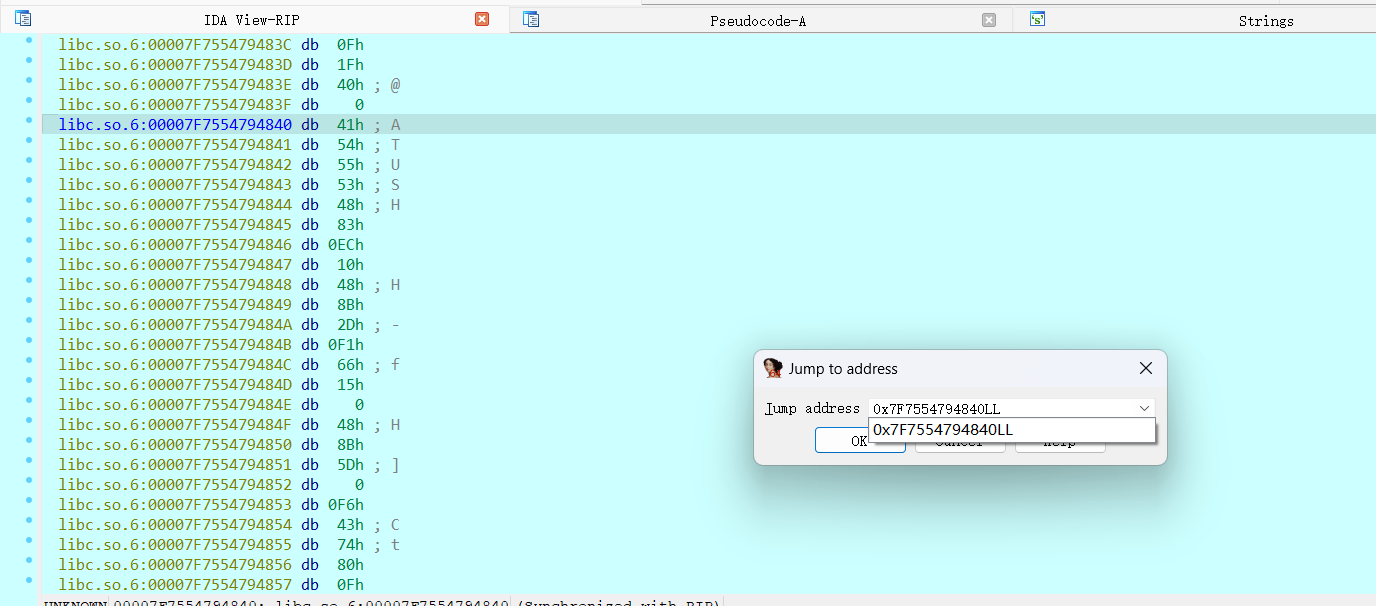 IDA View-RIP Pseudocode-A 's' Strings
libc.so.6:00007F755479483C db 0Fh
libc.so.6:00007F755479483D db 1Fh
libc.so.6:00007F755479483E db 40h ; @
libc.so.6:00007F755479483F db 0
libc.so.6:00007F7554794840 db 41h ; A
libc.so.6:00007F7554794841 db 54h ; T
libc.so.6:00007F7554794842 db 55h ; U
libc.so.6:00007F7554794843 db 53h ; S
libc.so.6:00007F7554794844 db 48h ; H
libc.so.6:00007F7554794845 db 83h
libc.so.6:00007F7554794846 db 0ECh
libc.so.6:00007F7554794847 db 10h
libc.so.6:00007F7554794848 db 48h ; H
libc.so.6:00007F7554794849 db 8Bh
libc.so.6:00007F755479484A db 2Dh ; -
libc.so.6:00007F755479484B db 0F1h
libc.so.6:00007F755479484C db 66h ; f
libc.so.6:00007F755479484D db 15h
libc.so.6:00007F755479484E db 0
libc.so.6:00007F755479484F db 48h ; H
libc.so.6:00007F7554794850 db 8Bh
libc.so.6:00007F7554794851 db 5Dh ; ]
libc.so.6:00007F7554794852 db 0
libc.so.6:00007F7554794853 db 0F6h
libc.so.6:00007F7554794854 db 43h ; C
libc.so.6:00007F7554794855 db 74h ; t
libc.so.6:00007F7554794856 db 80h
libc.so.6:00007F7554794857 db 0Fh
UNKNOWN 00007F7554794840: libc.so.6:00007F7554794840 (Synchronized with RIP)
Jump to address
Jump address 0x7F7554794840LL
0x7F7554794840LL
OK Cancel Help